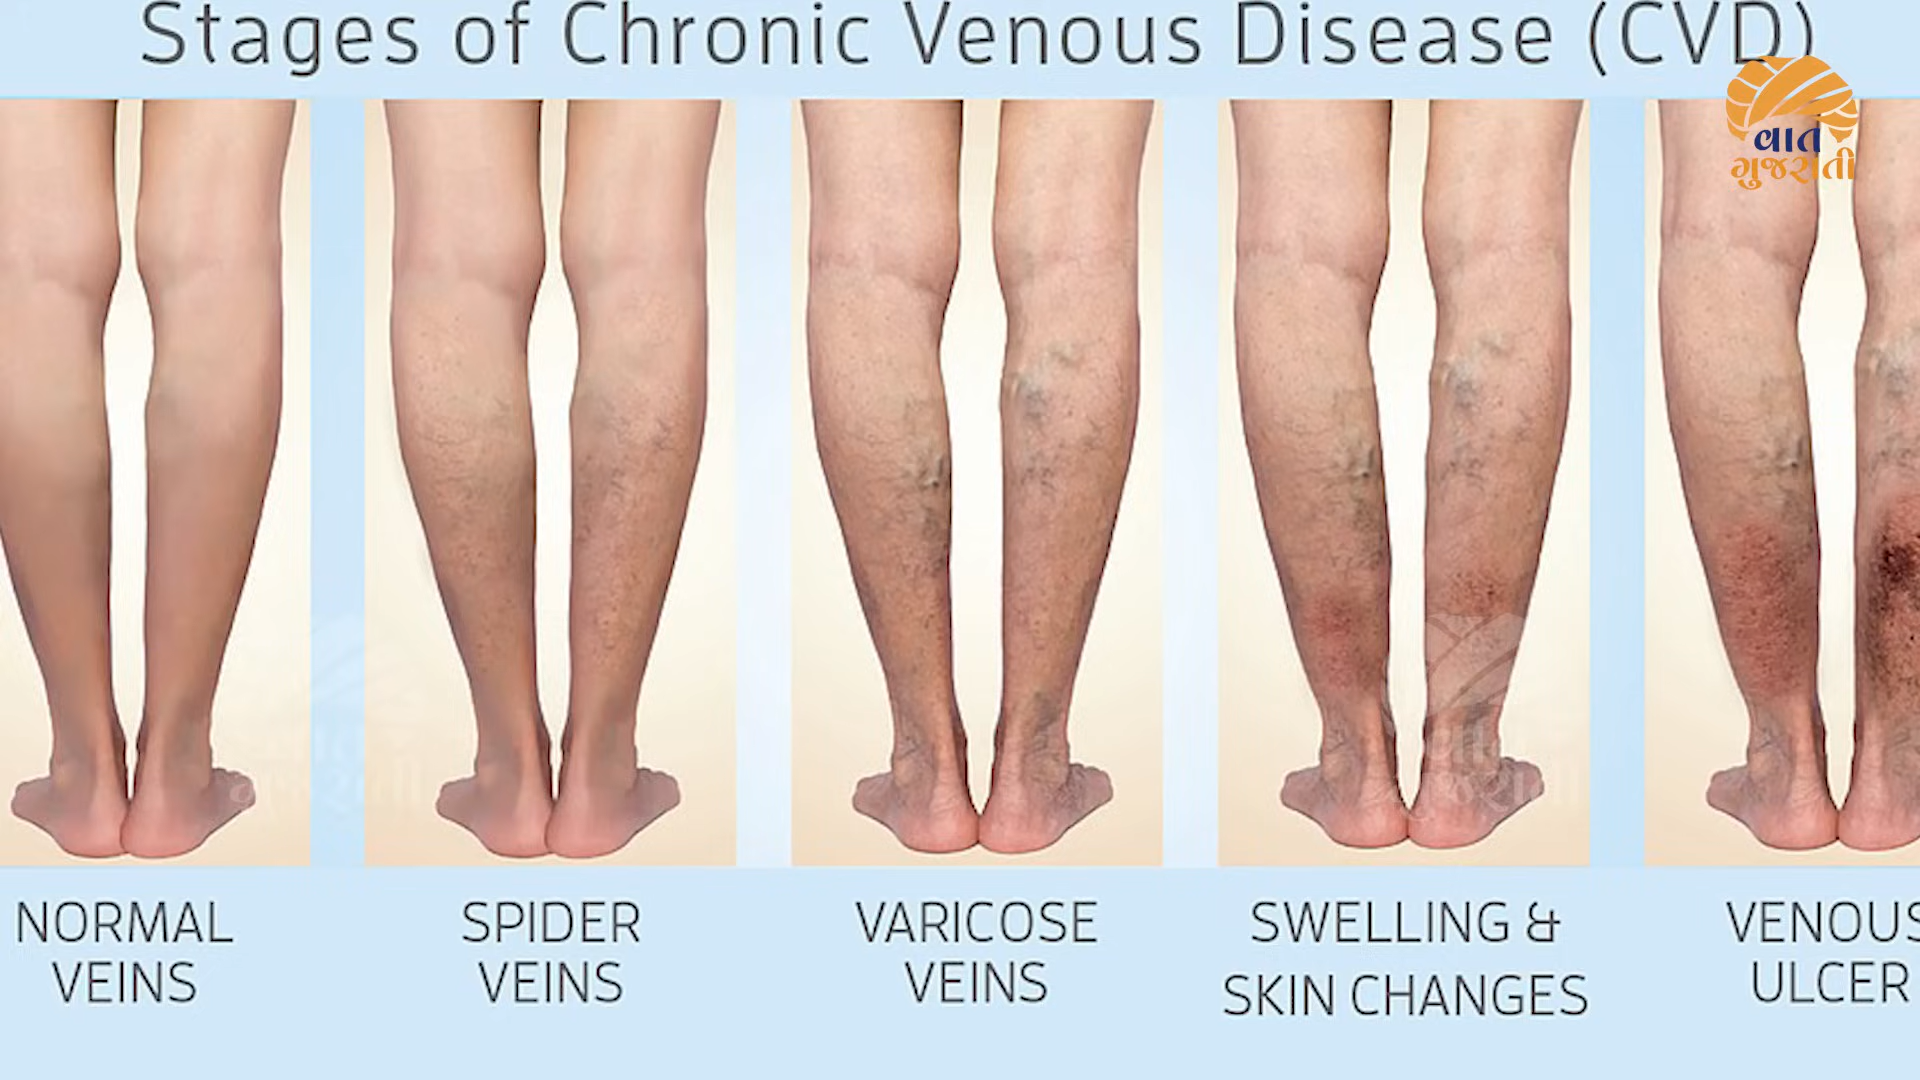 Stages of Chronic Venous Disease (CVD)
વાત
ગુજરાતી
NORMAL
VEINS
SPIDER
VEINS
VARICOSE
VEINS
SWELLING &
SKIN CHANGES
VENOUS
ULCER